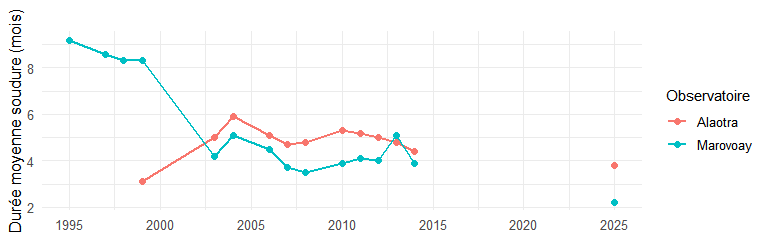 Durée moyenne soudure (mois)
8
6
4
2
1995 2000 2005 2010 2015 2020 2025
Observatoire
Alaotra
Marovoay